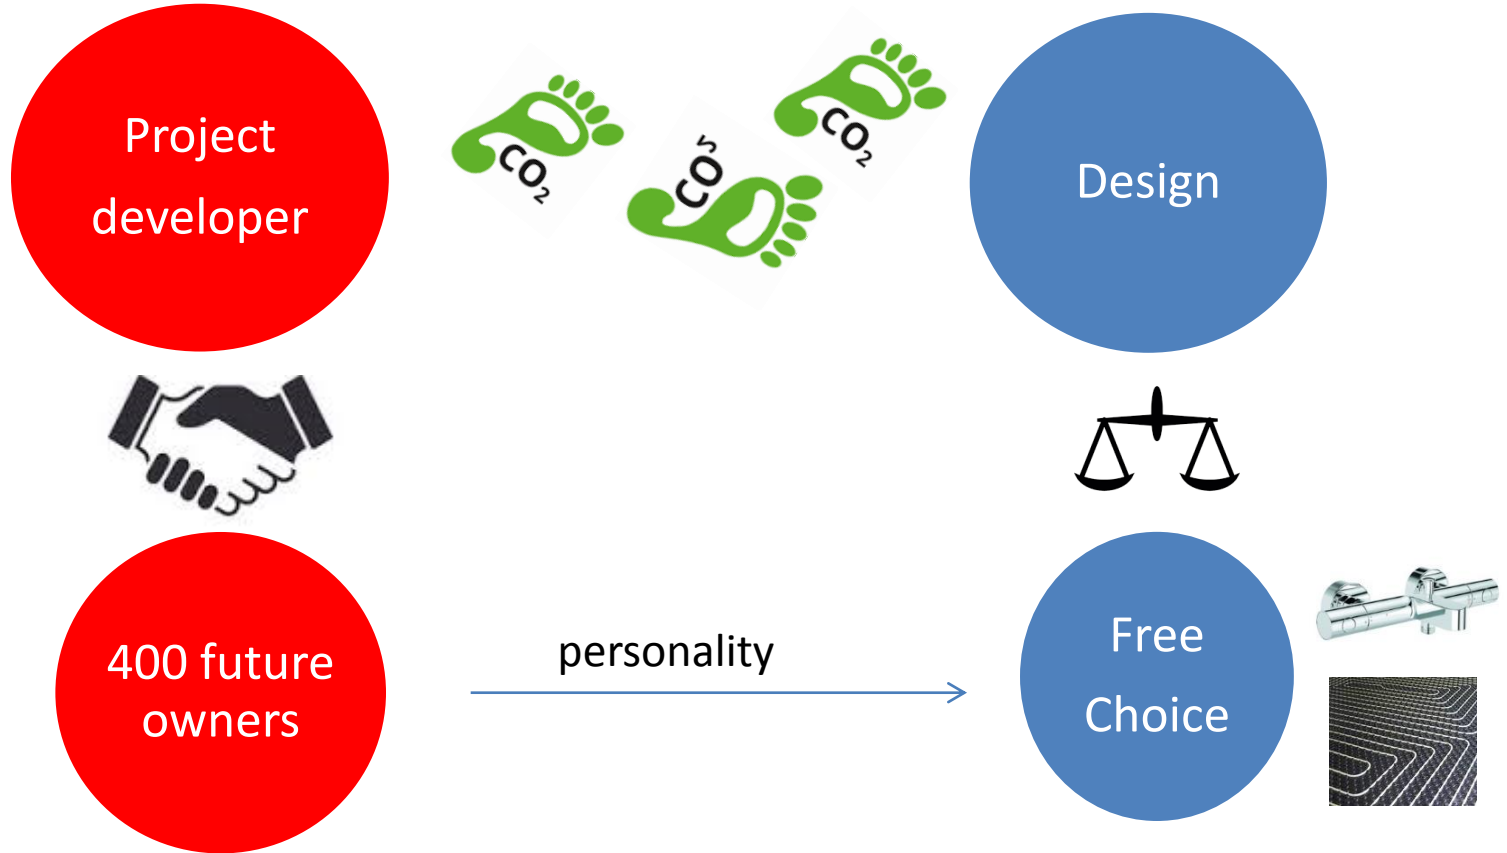 Project
developer
CO2
CO2
CO2
Design
400 future
owners
personality
Free
Choice